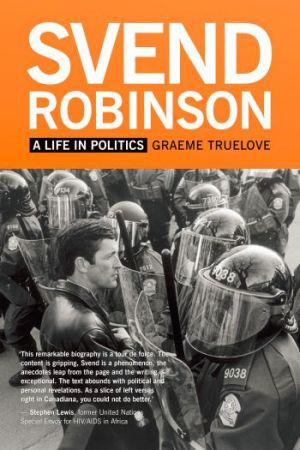 SVEND
ROBINSON
A LIFE IN POLITICS GRAEME TRUELOVE
9038
9038
'This remarkable biography is a tour de force. The
content is gripping, Svend is a phenomenon, the
anecdotes leap from the page and the writing is
exceptional. The text abounds with political and
personal revelations. As a slice of left versus
right in Canadiana, you could not do better.'
— Stephen Lewis, former United Nations
Special Envoy for HIV/AIDS in Africa